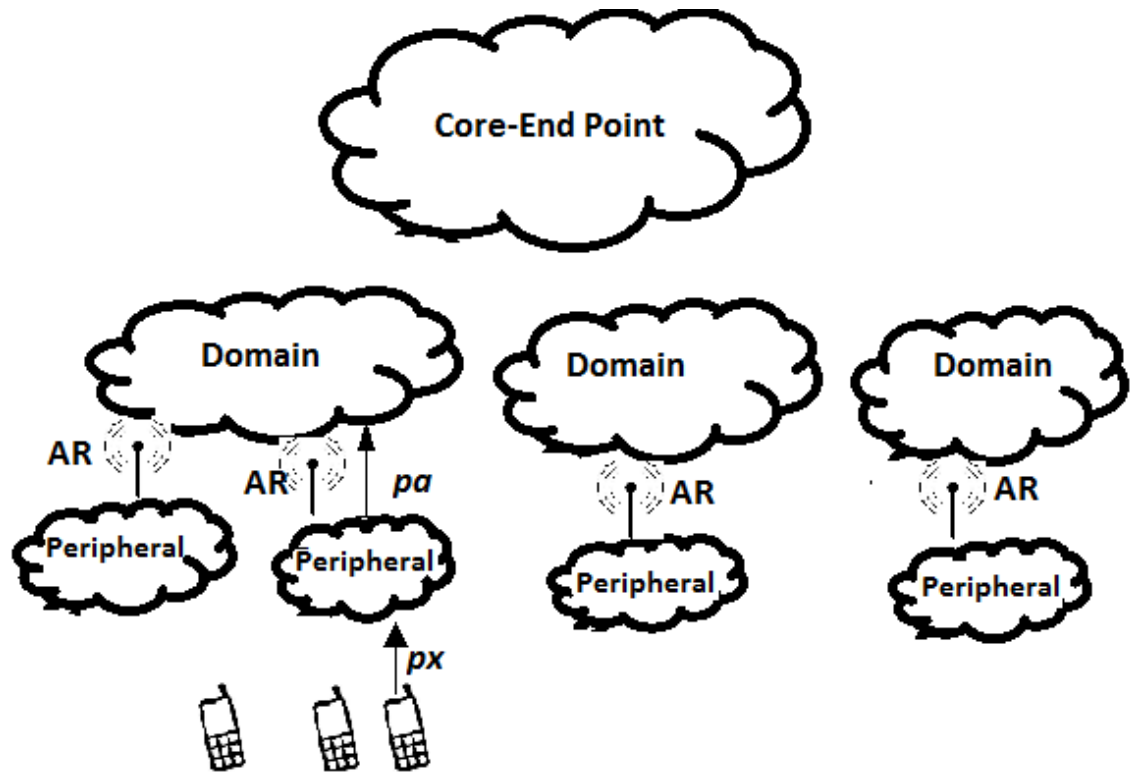 Core-End Point
Domain
Domain
Domain
AR
AR
pa
AR
AR
Peripheral
Peripheral
Peripheral
Peripheral
px